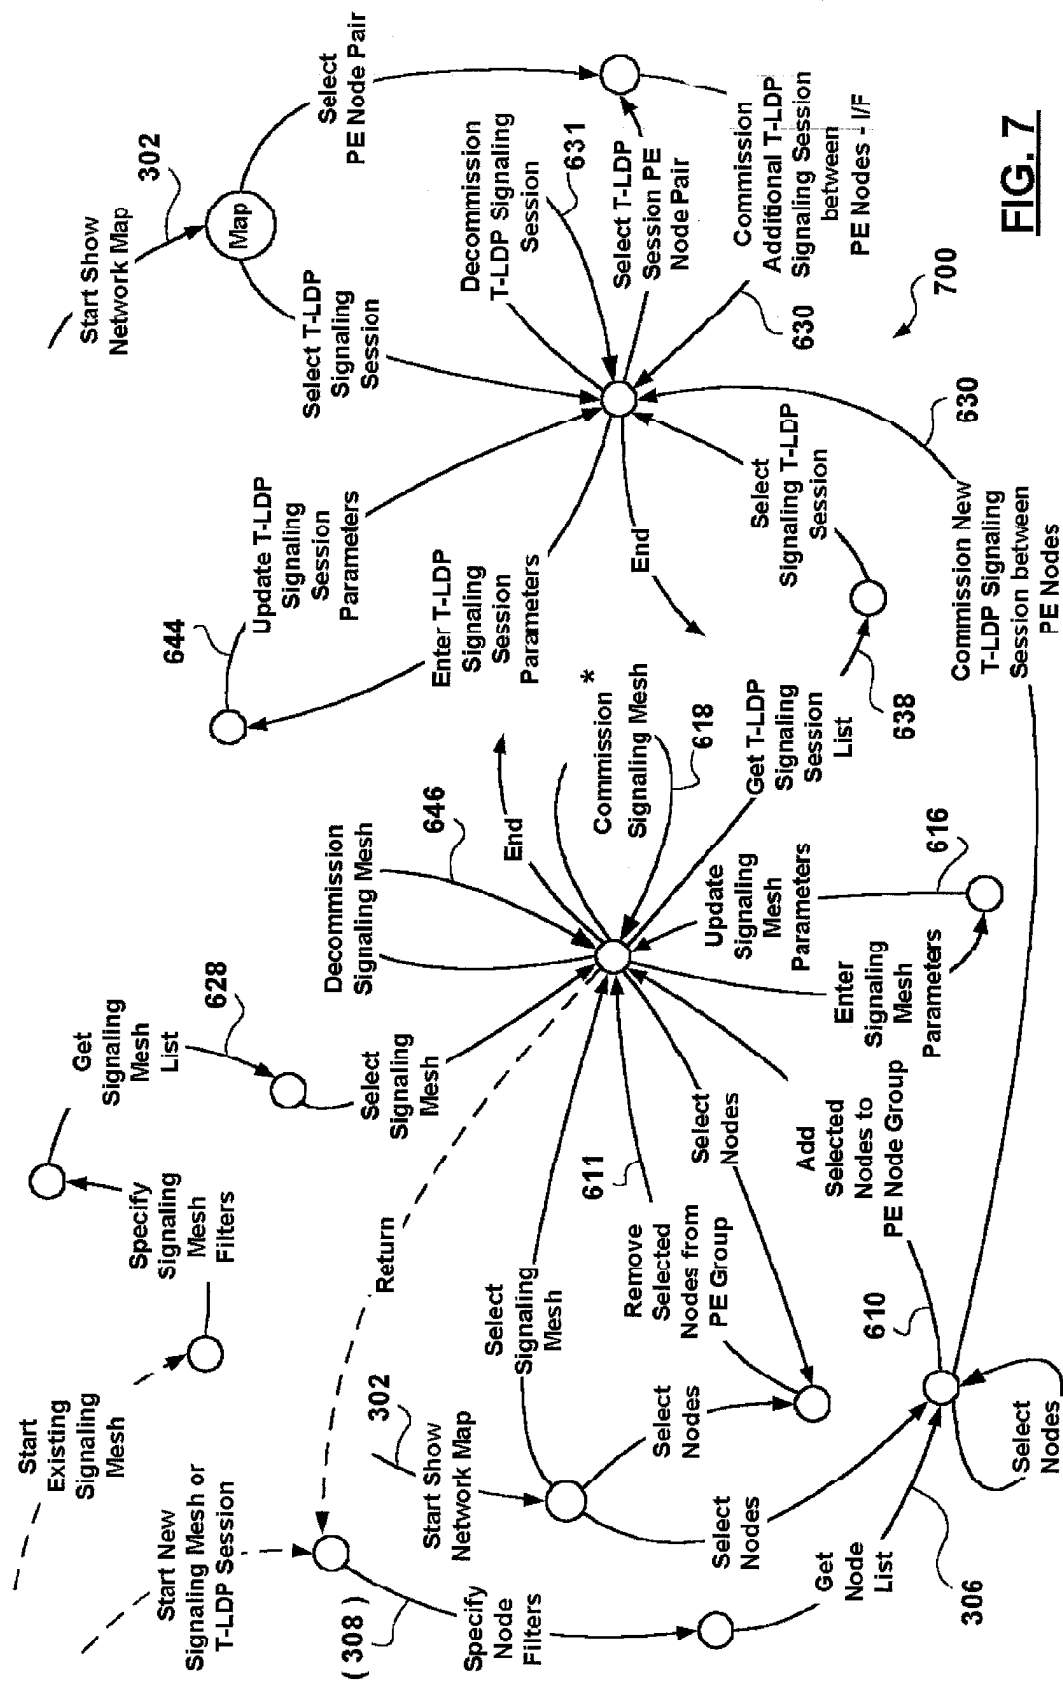 Start
Existing
Signaling
Mesh
Specify
Signaling
Mesh
Filters
Get
Signaling
Mesh
List
628
Select
Signaling
Mesh
Start New
Signaling Mesh or
T-LDP Session
( 308 )
Specify
Node
Filters
Return
302
Start Show
Network Map
Select
Signaling
Mesh
Select
Nodes
Select
Nodes
Get
Node
List
306
Select
Nodes
610
611
Remove
Selected
Nodes from
PE Group
Select
Nodes
Add
Selected
Nodes to
PE Node Group
Enter
Signaling
Mesh
Parameters
616
Update
Signaling
Mesh
Parameters
Decommission
Signaling Mesh
646
End
Commission *
Signaling Mesh
618
Get T-LDP
Signaling
Session
List
638
Select
Signaling T-LDP
Session
644
Update T-LDP
Signaling
Session
Parameters
Enter T-LDP
Signaling
Session
Parameters
End
Start Show
Network Map
302
Map
Select T-LDP
Signaling
Session
Select
PE Node Pair
Decommission
T-LDP Signaling
Session
631
Select T-LDP
Session PE
Node Pair
Commission
Additional T-LDP
Signaling Session
between
PE Nodes - I/F
630
Commission New
T-LDP Signaling
Session between
PE Nodes
630
700
FIG. 7